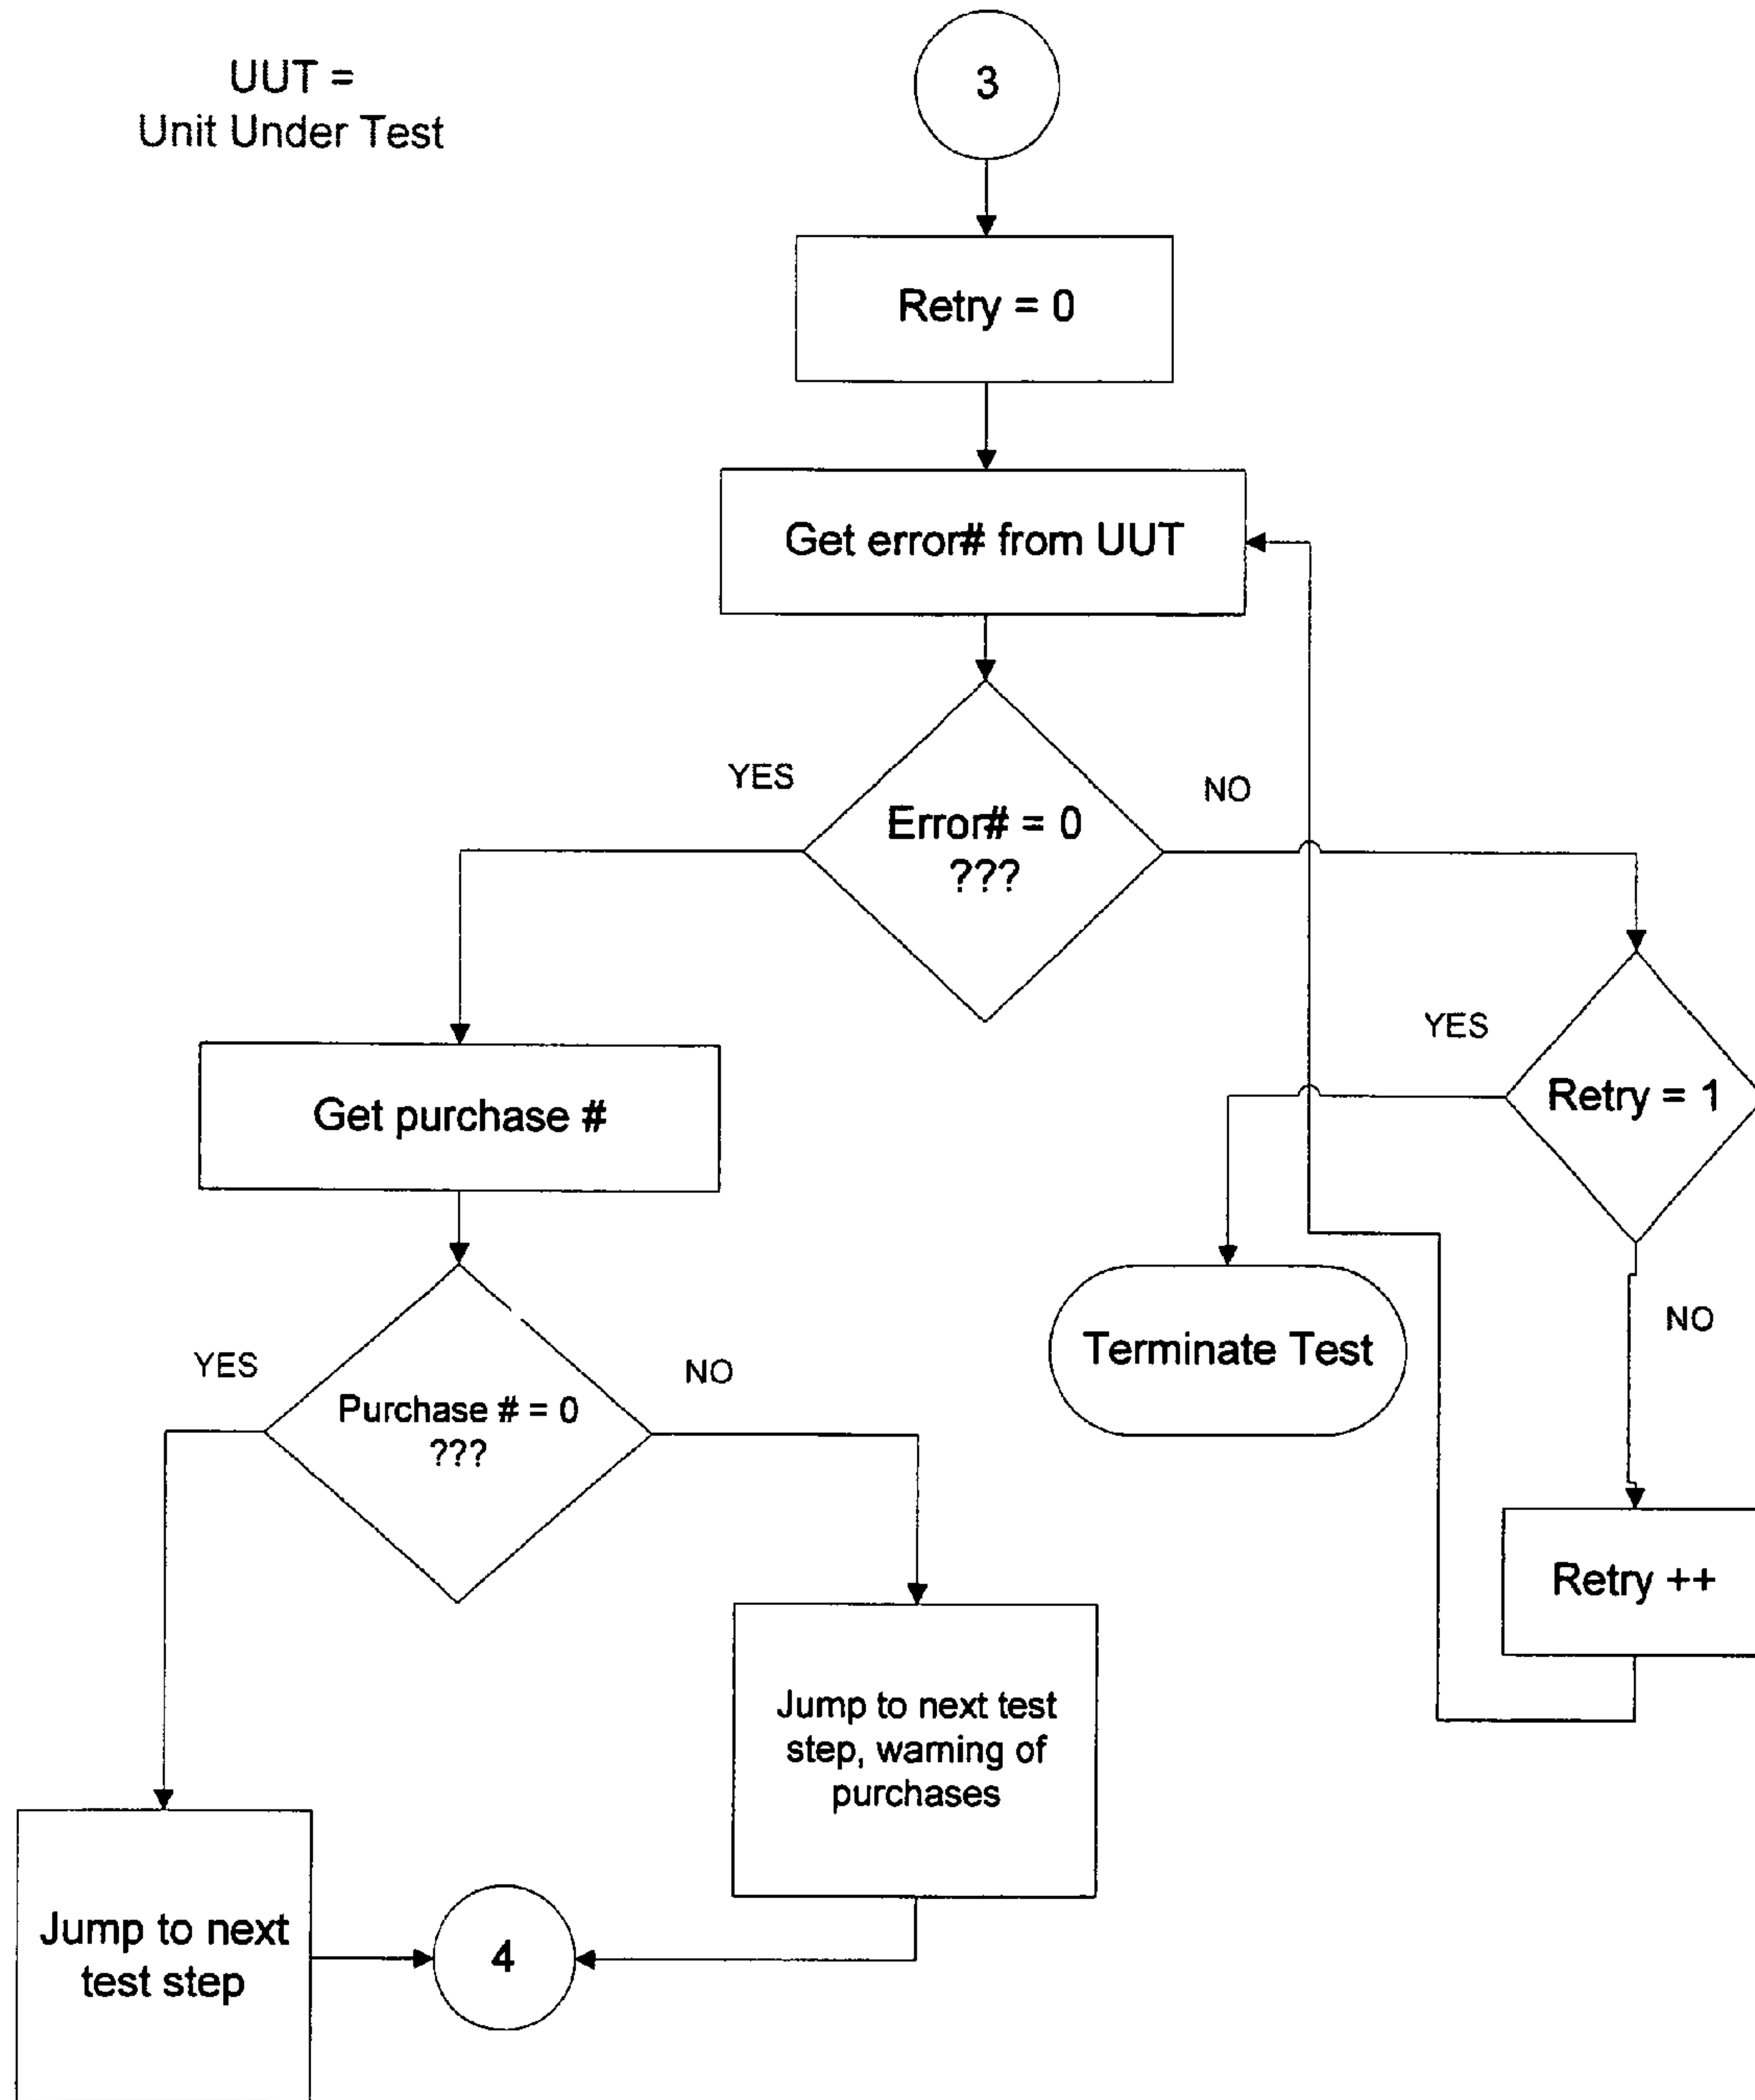 UUT =
Unit Under Test
3
Retry = 0
Get error# from UUT
YES
NO
Error# = 0
???
YES
Retry = 1
Get purchase #
NO
Terminate Test
YES
NO
Purchase # = 0
???
Retry ++
Jump to next test
step, warning of
purchases
Jump to next
test step
4